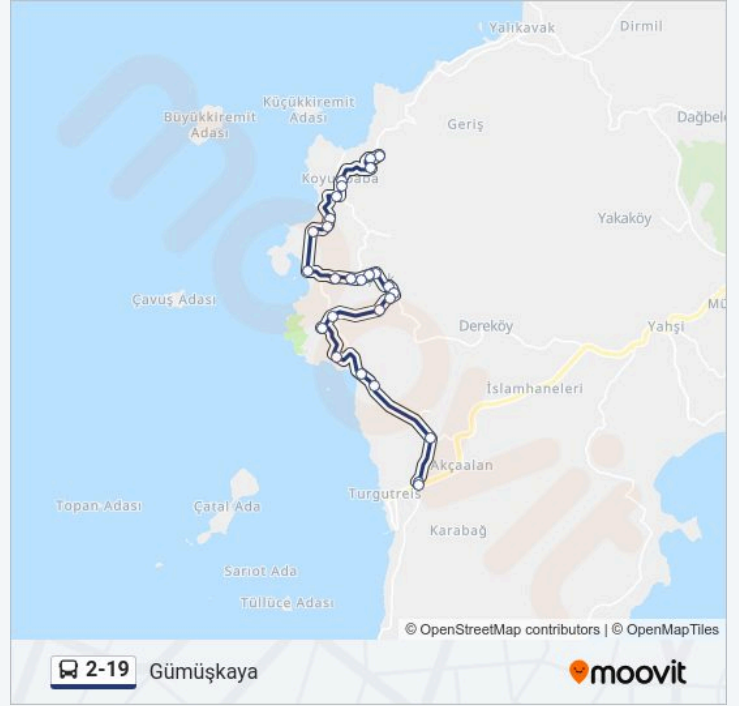 Yalıkavak
Dirmil
Küçükkiremit
Adası
Büyükkiremit
Adası
Geriş
Koyunbaba
Yakaköy
Çavuş Adası
Dereköy
Yahşi
İslamhaneleri
Akçaalan
Turgutreis
Topan Adası
Çatal Ada
Karabağ
Sarıot Ada
Tüllüce Adası
© OpenStreetMap contributors | © OpenMapTiles
2-19 Gümüşkaya
moovit